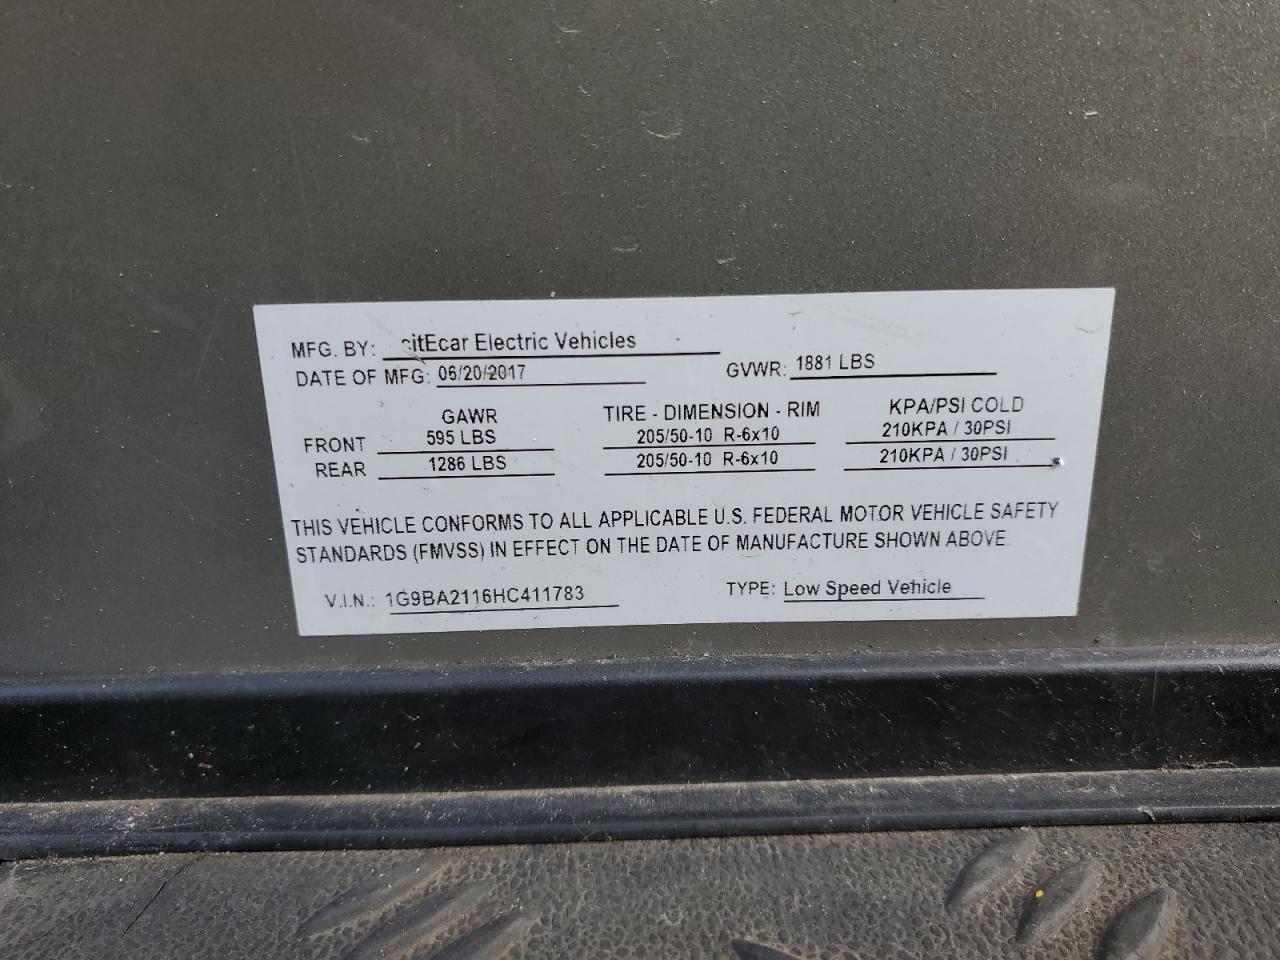 MFG. BY: citEcar Electric Vehicles
DATE OF MFG: 06/20/2017 GVWR: 1881 LBS
GAWR TIRE - DIMENSION - RIM KPA/PSI COLD
FRONT 595 LBS 205/50-10 R-6x10 210KPA / 30PSI
REAR 1286 LBS 205/50-10 R-6x10 210KPA / 30PSI
THIS VEHICLE CONFORMS TO ALL APPLICABLE U.S. FEDERAL MOTOR VEHICLE SAFETY
STANDARDS (FMVSS) IN EFFECT ON THE DATE OF MANUFACTURE SHOWN ABOVE.
V.I.N.: 1G9BA2116HC411783 TYPE: Low Speed Vehicle